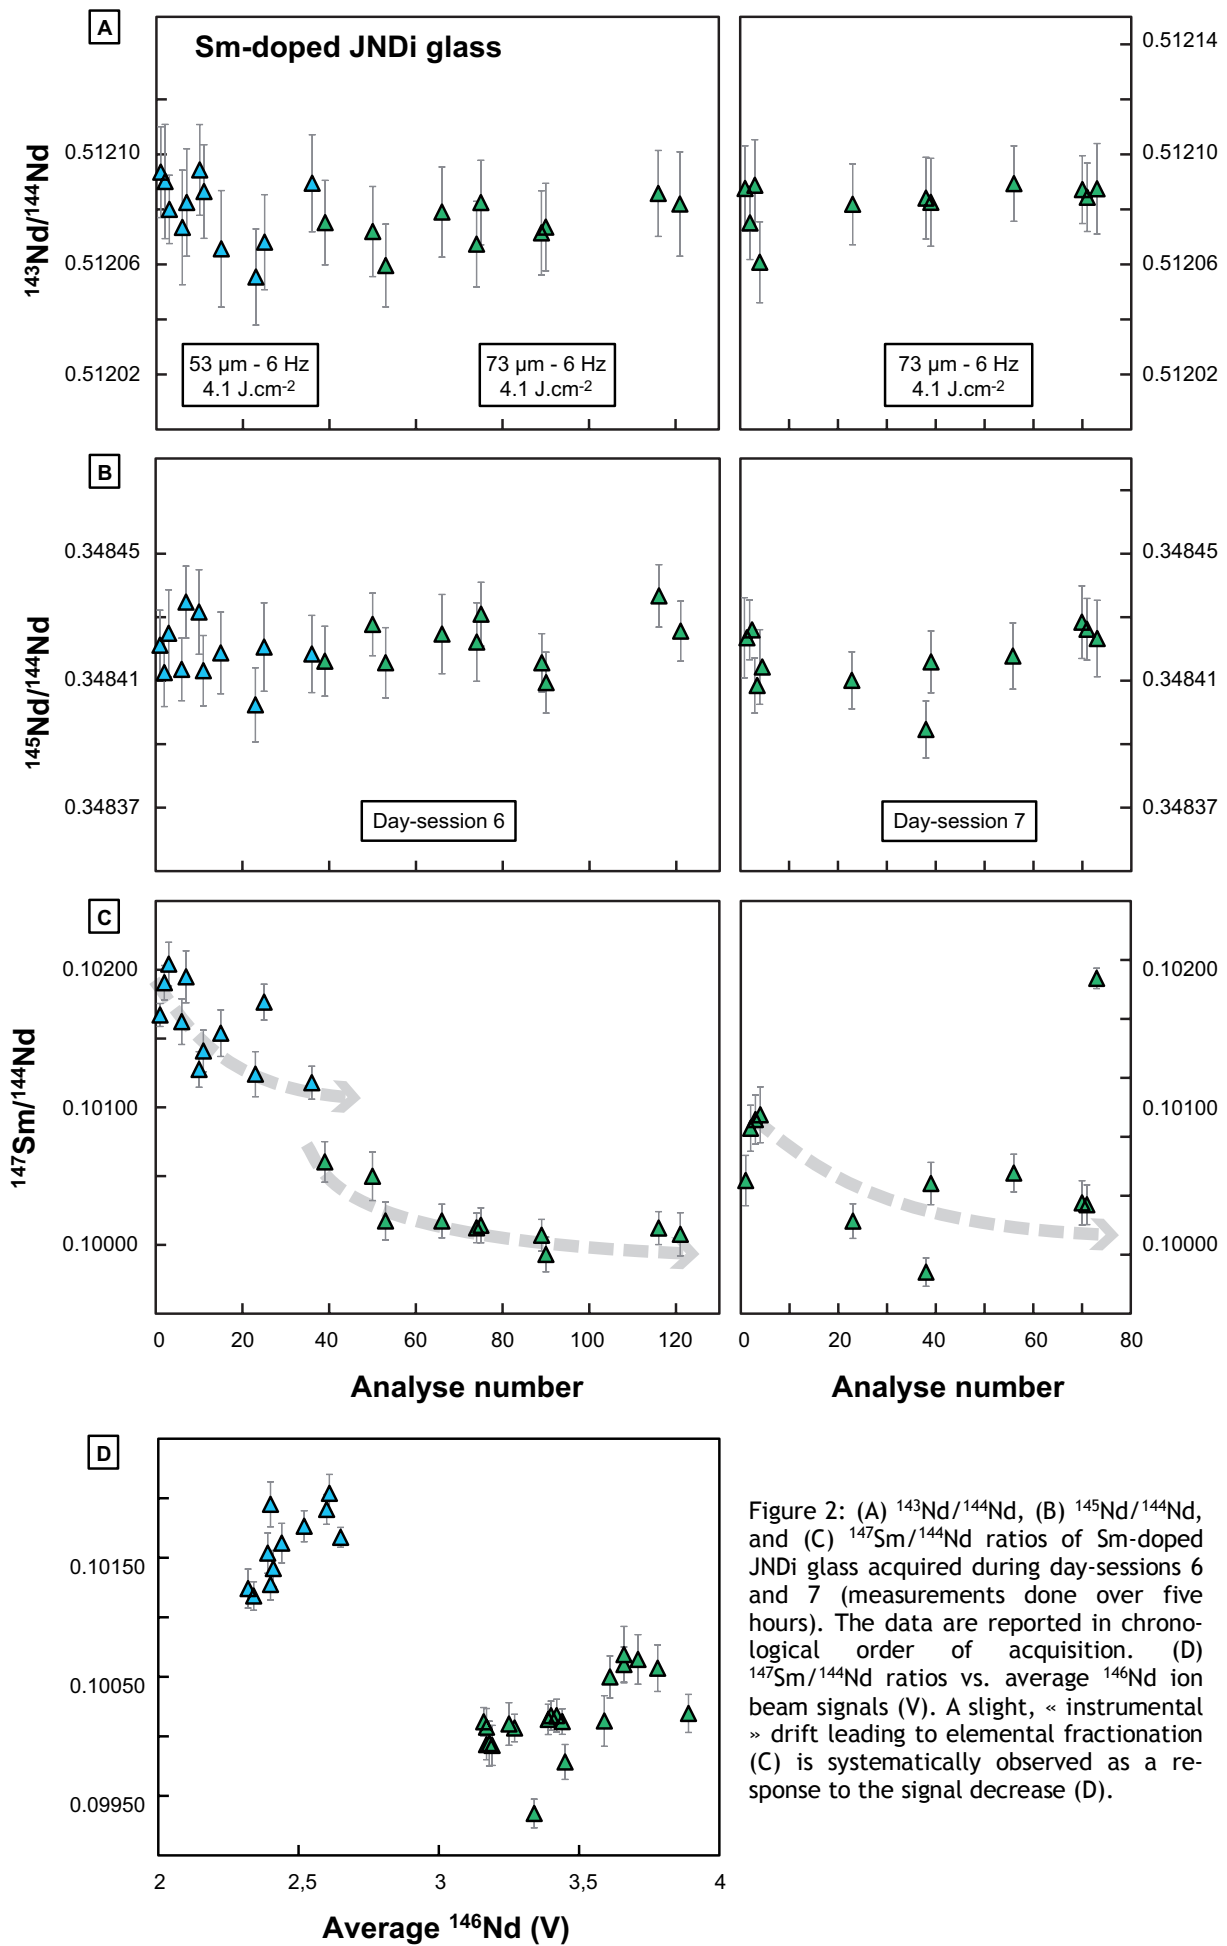 A
Sm-doped JNDi glass
0.51214
0.51210
0.51210
143Nd/144Nd
0.51206
0.51206
53 µm - 6 Hz
4.1 J.cm-2
73 µm - 6 Hz
4.1 J.cm-2
73 µm - 6 Hz
4.1 J.cm-2
0.51202
0.51202
B
0.34845
0.34845
145Nd/144Nd
0.34841
0.34841
0.34837
0.34837
Day-session 6
Day-session 7
C
0.10200
0.10200
147Sm/144Nd
0.10100
0.10100
0.10000
0.10000
0 20 40 60 80 100 120
0 20 40 60 80
Analyse number
Analyse number
D
0.10150
0.10050
0.09950
2 2,5 3 3,5 4
Average 146Nd (V)
Figure 2: (A) 143Nd/144Nd, (B) 145Nd/144Nd,
and (C) 147Sm/144Nd ratios of Sm-doped
JNDi glass acquired during day-sessions 6
and 7 (measurements done over five
hours). The data are reported in chrono-
logical order of acquisition. (D)
147Sm/144Nd ratios vs. average 146Nd ion
beam signals (V). A slight, « instrumental
» drift leading to elemental fractionation
(C) is systematically observed as a re-
sponse to the signal decrease (D).